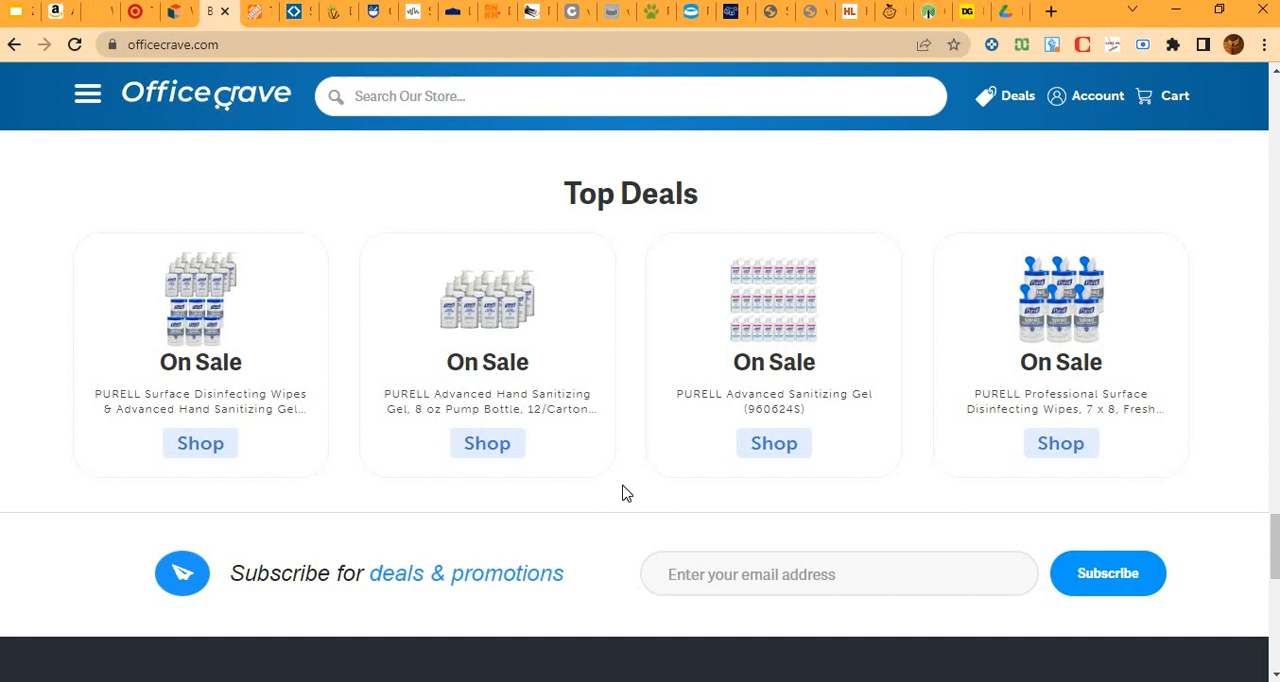 officecrave.com
Officecrave
Search Our Store...
Deals
Account
Cart
Top Deals
On Sale
PURELL Surface Disinfecting Wipes
& Advanced Hand Sanitizing Gel...
Shop
On Sale
PURELL Advanced Hand Sanitizing
Gel, 8 oz Pump Bottle, 12/Carton...
Shop
On Sale
PURELL Advanced Sanitizing Gel
(960624S)
Shop
On Sale
PURELL Professional Surface
Disinfecting Wipes, 7 x 8, Fresh...
Shop
Subscribe for deals & promotions
Enter your email address
Subscribe